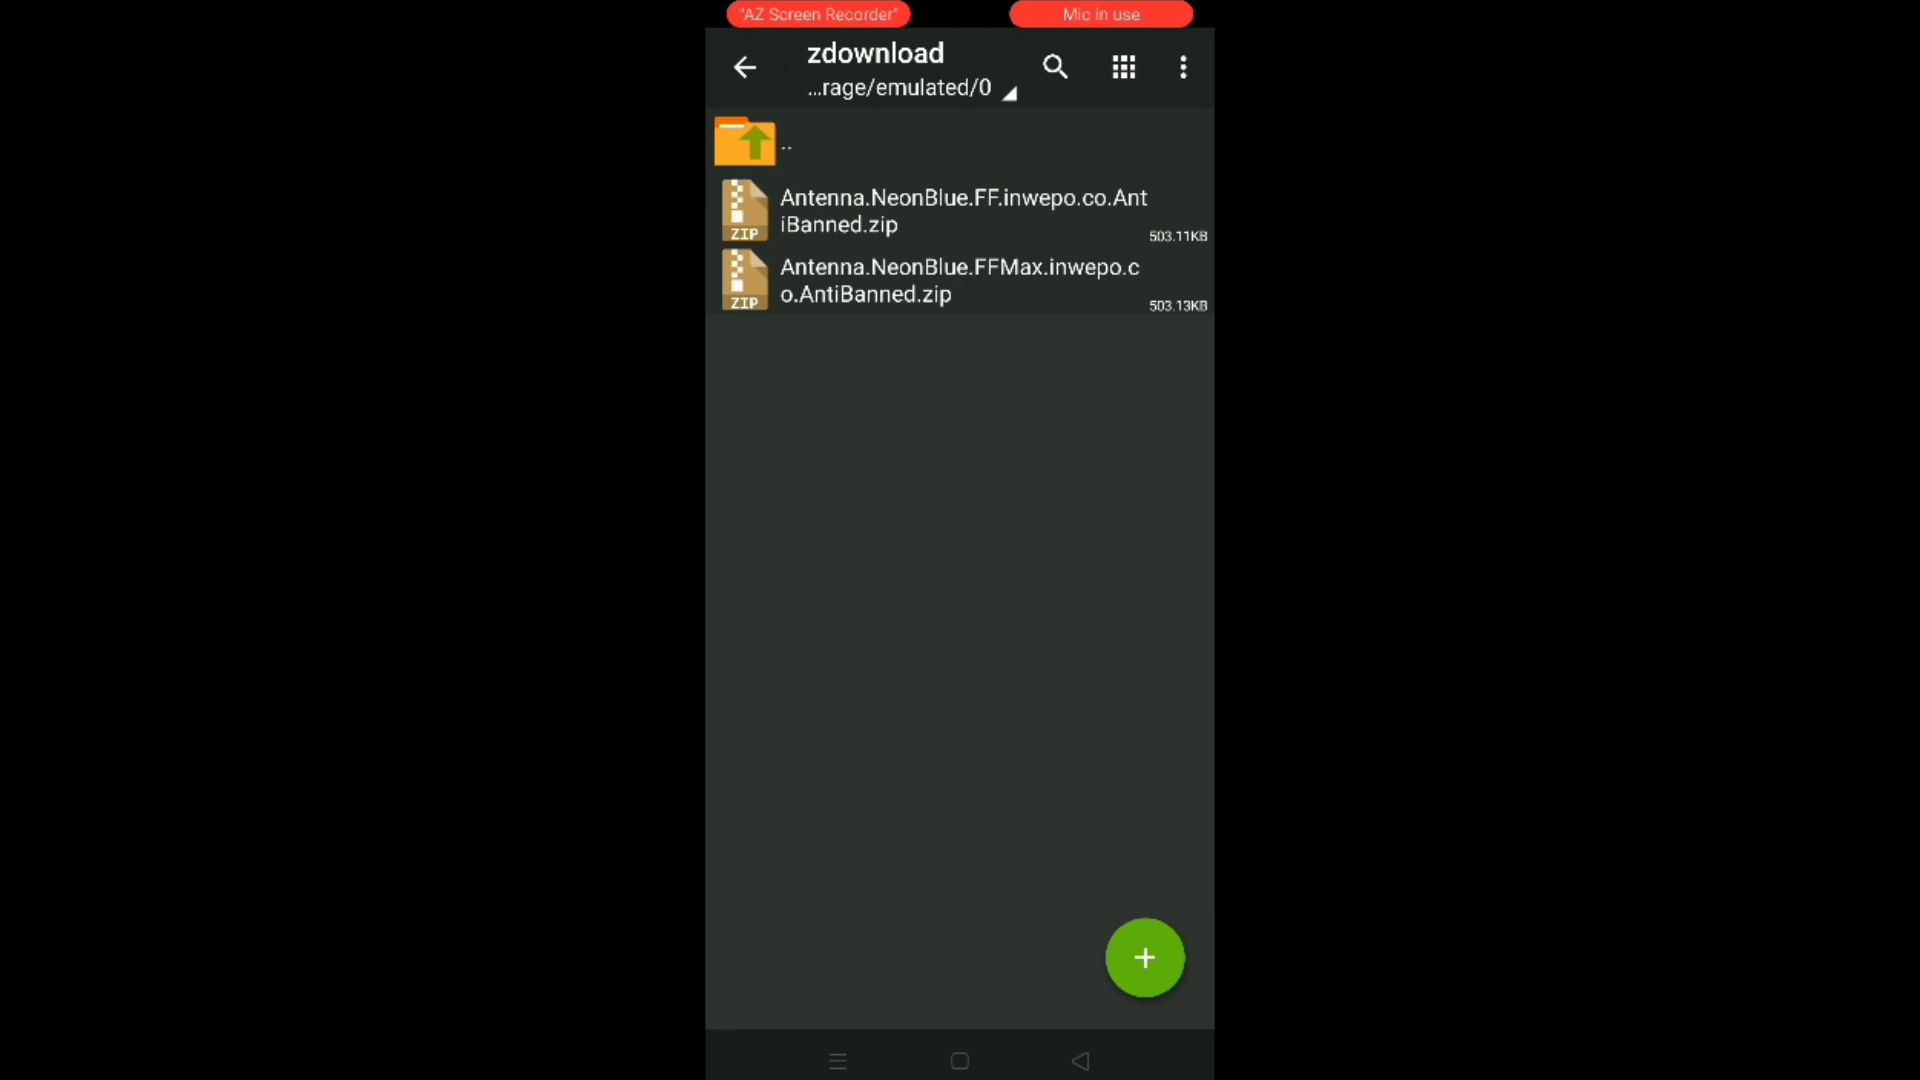 "AZ Screen Recorder"
Mic in use
zdownload
...rage/emulated/0
..
Antenna.NeonBlue.FF.inwepo.co.Ant
iBanned.zip
ZIP
503.11KB
Antenna.NeonBlue.FFMax.inwepo.c
o.AntiBanned.zip
ZIP
503.13KB